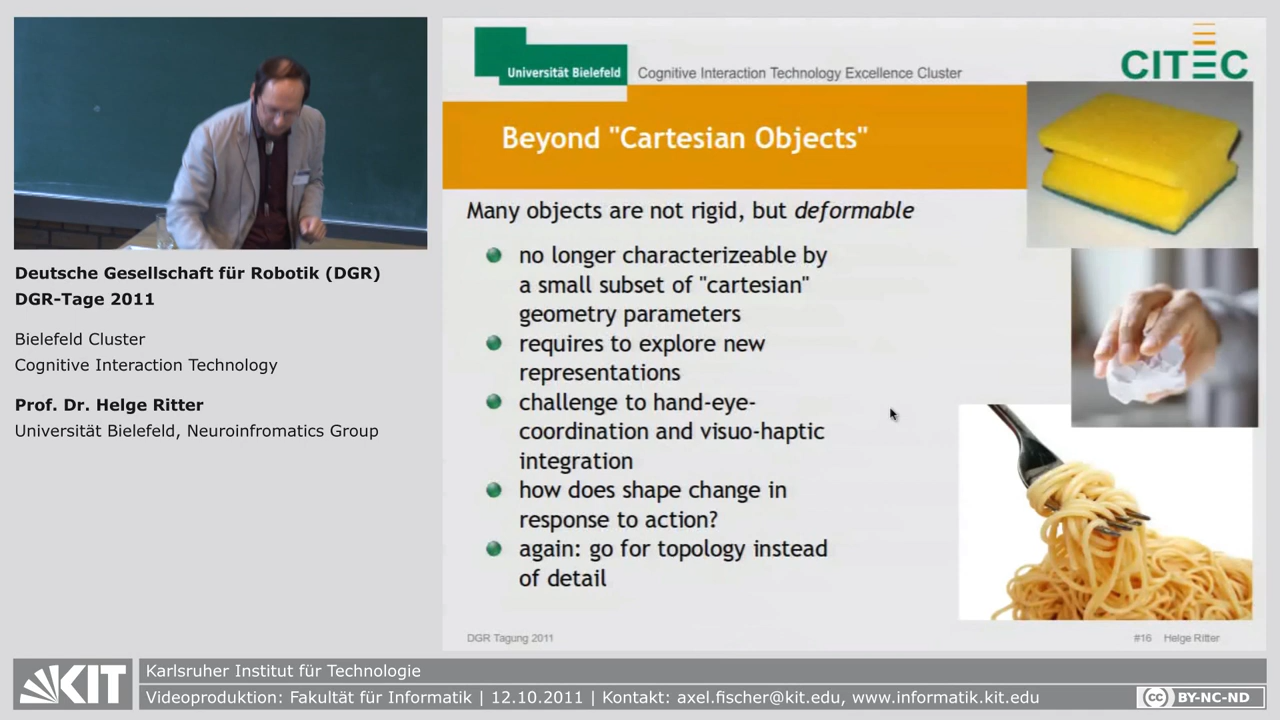 Universität Bielefeld
Cognitive Interaction Technology Excellence Cluster
CITEC
Beyond "Cartesian Objects"
Many objects are not rigid, but deformable
no longer characterizeable by
a small subset of "cartesian"
geometry parameters
requires to explore new
representations
challenge to hand-eye-
coordination and visuo-haptic
integration
how does shape change in
response to action?
again: go for topology instead
of detail
DGR Tagung 2011
#16 Helge Ritter
Deutsche Gesellschaft für Robotik (DGR)
DGR-Tage 2011
Bielefeld Cluster
Cognitive Interaction Technology
Prof. Dr. Helge Ritter
Universität Bielefeld, Neuroinfromatics Group
KIT
Karlsruher Institut für Technologie
Videoproduktion: Fakultät für Informatik | 12.10.2011 | Kontakt: axel.fischer@kit.edu, www.informatik.kit.edu
cc BY-NC-ND